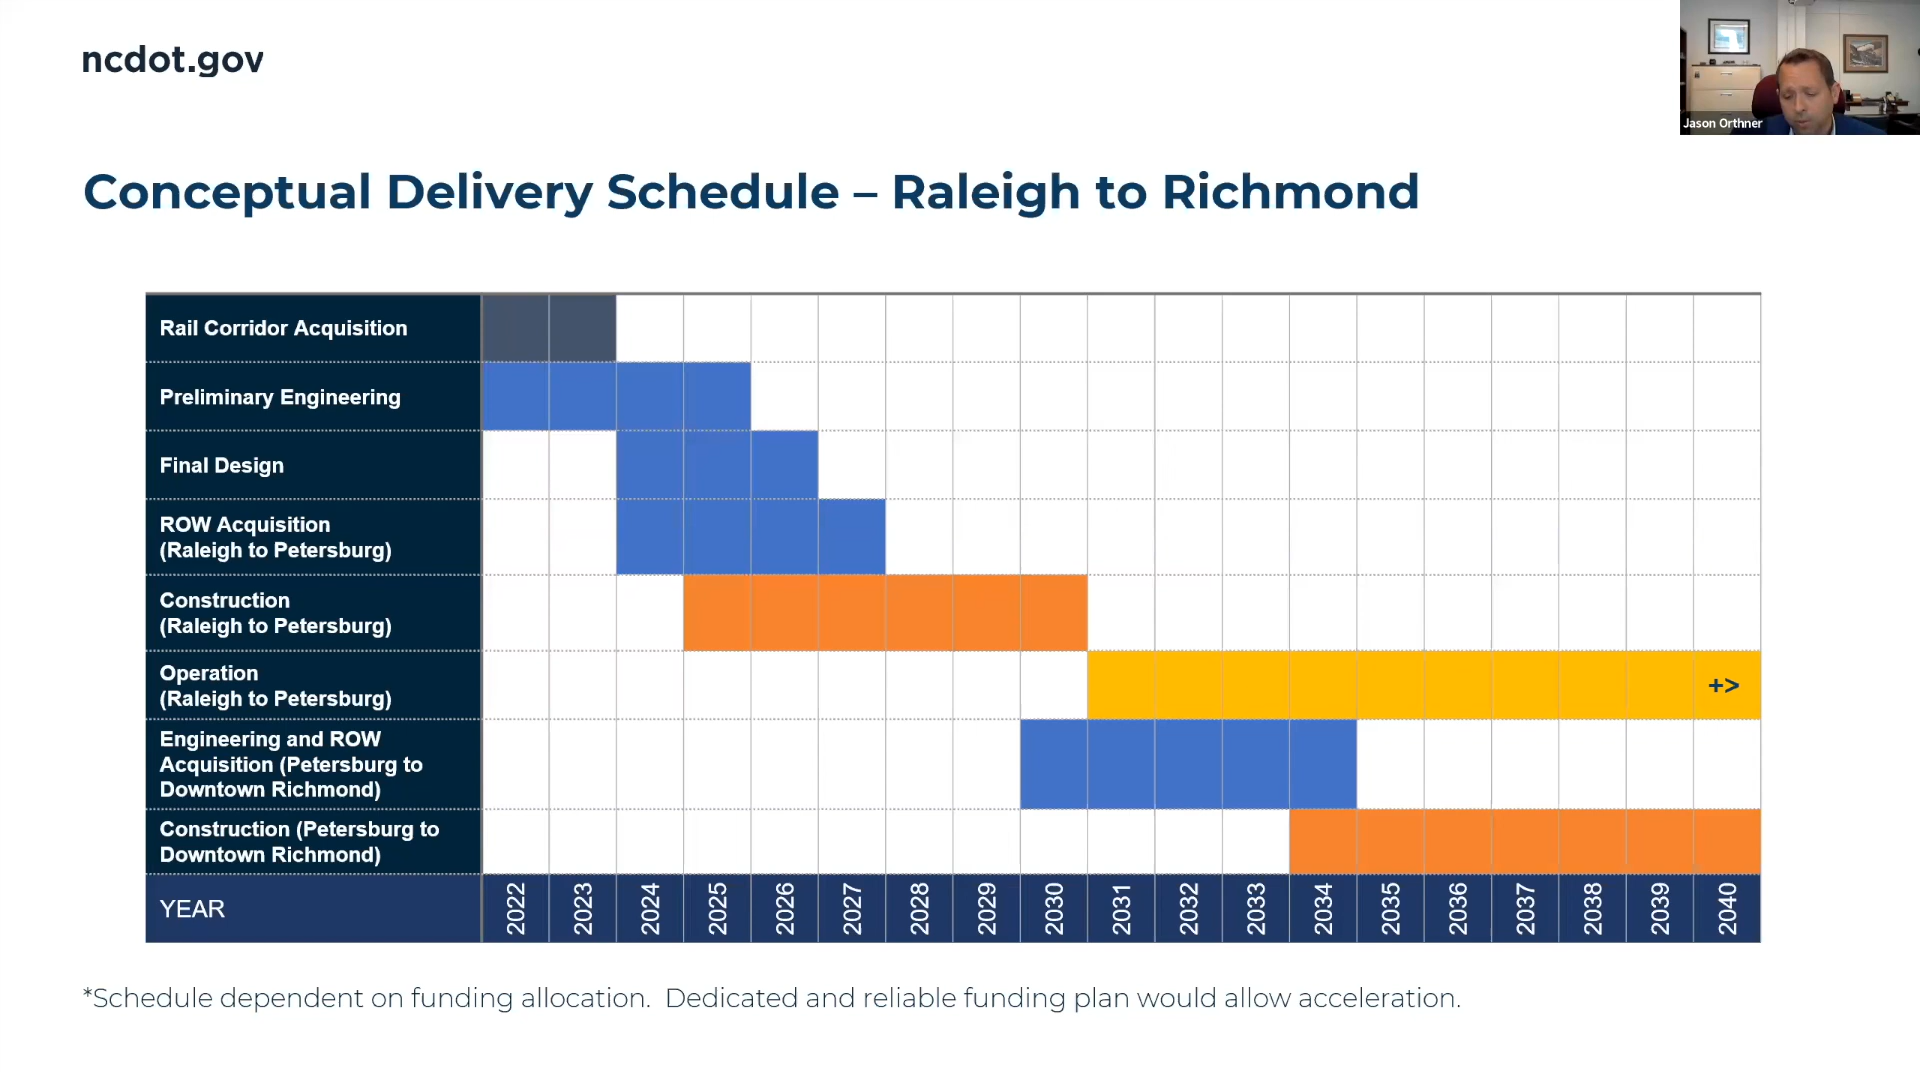 ncdot.gov
Jason Orthner
Conceptual Delivery Schedule – Raleigh to Richmond
Rail Corridor Acquisition
Preliminary Engineering
Final Design
ROW Acquisition
(Raleigh to Petersburg)
Construction
(Raleigh to Petersburg)
Operation
(Raleigh to Petersburg)
+>
Engineering and ROW
Acquisition (Petersburg to
Downtown Richmond)
Construction (Petersburg to
Downtown Richmond)
YEAR 2022 2023 2024 2025 2026 2027 2028 2029 2030 2031 2032 2033 2034 2035 2036 2037 2038 2039 2040
*Schedule dependent on funding allocation. Dedicated and reliable funding plan would allow acceleration.